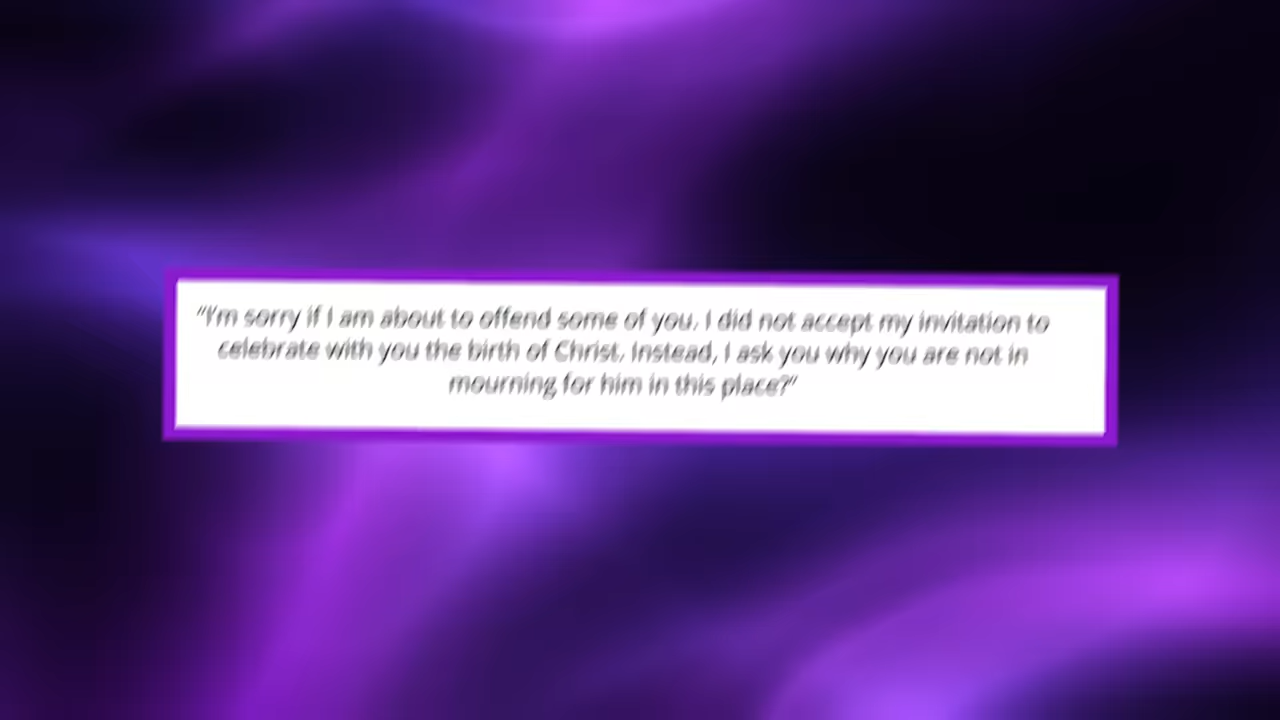 “I'm sorry if I am about to offend some of you. I did not accept my invitation to
celebrate with you the birth of Christ. Instead, I ask you why you are not in
mourning for him in this place?”